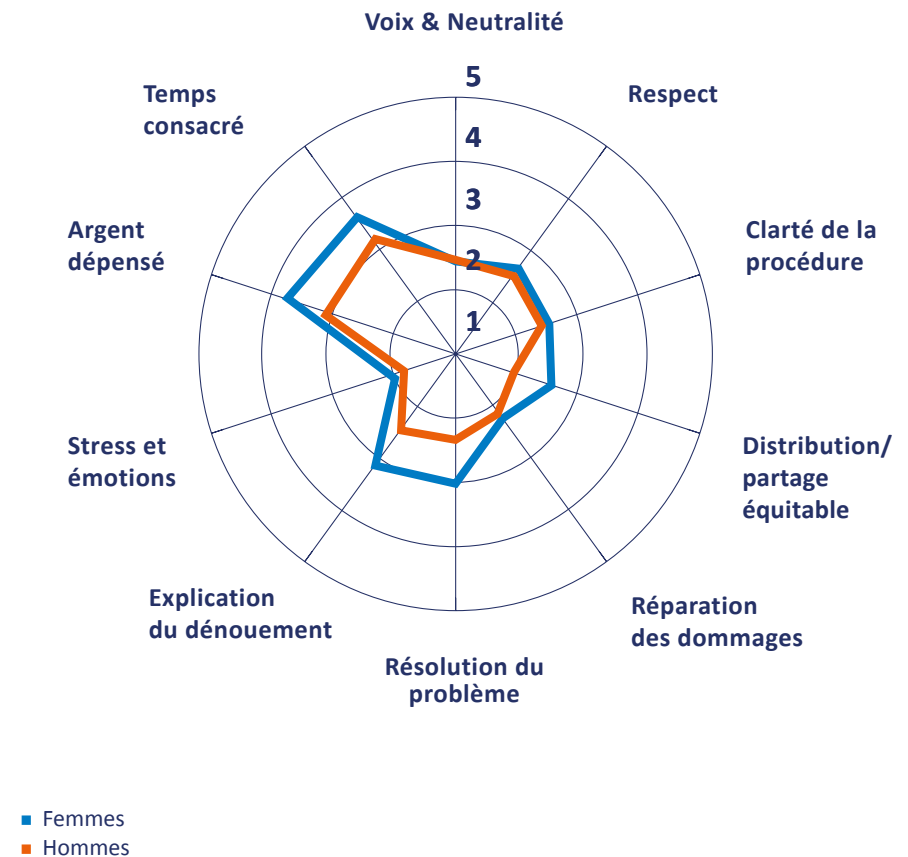 Voix & Neutralité
5
4
3
2
1
Respect
Clarté de la
procédure
Distribution/
partage
équitable
Réparation
des dommages
Résolution du
problème
Explication
du dénouement
Stress et
émotions
Argent
dépensé
Temps
consacré
Femmes
Hommes